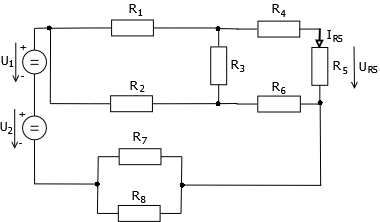 R1
R4
+
U1
-
IR5
R3
R5
UR5
R2
R6
+
U2
-
R7
R8